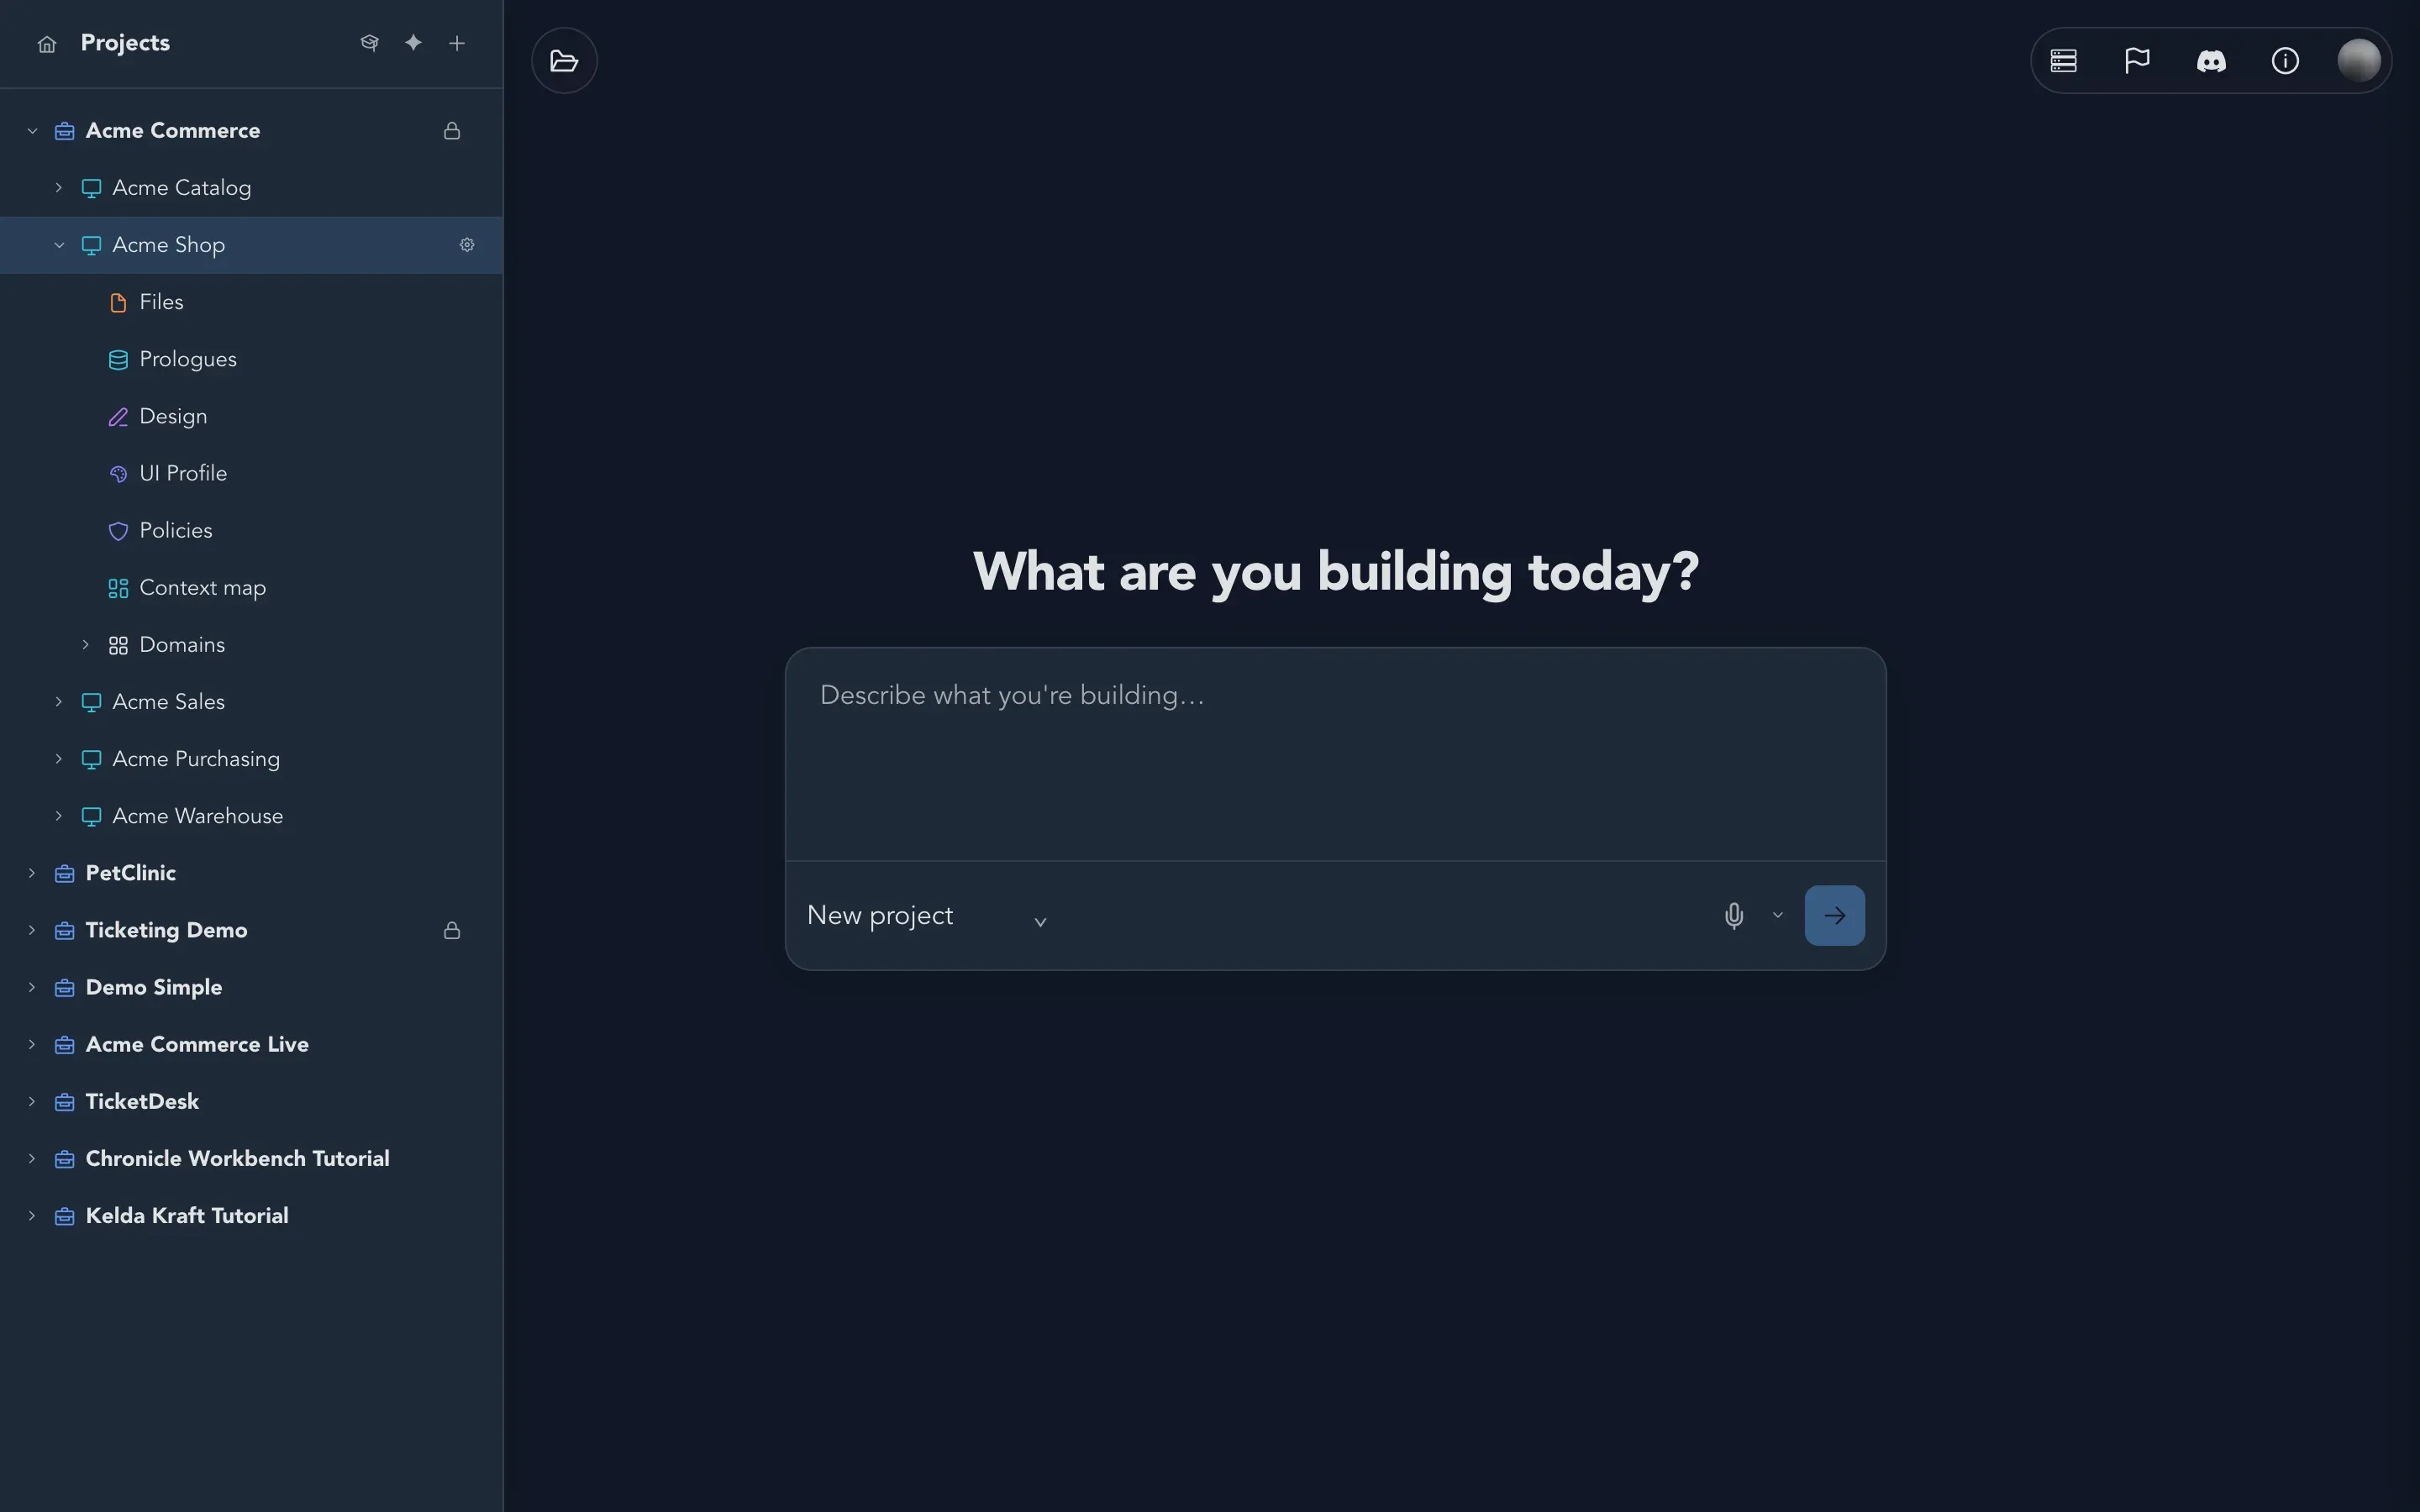 Projects
Acme Commerce
Acme Catalog
Acme Shop
Files
Prologues
Design
UI Profile
Policies
Context map
Domains
Acme Sales
Acme Purchasing
Acme Warehouse
PetClinic
Ticketing Demo
Demo Simple
Acme Commerce Live
TicketDesk
Chronicle Workbench Tutorial
Kelda Kraft Tutorial
What are you building today?
Describe what you're building...
New project